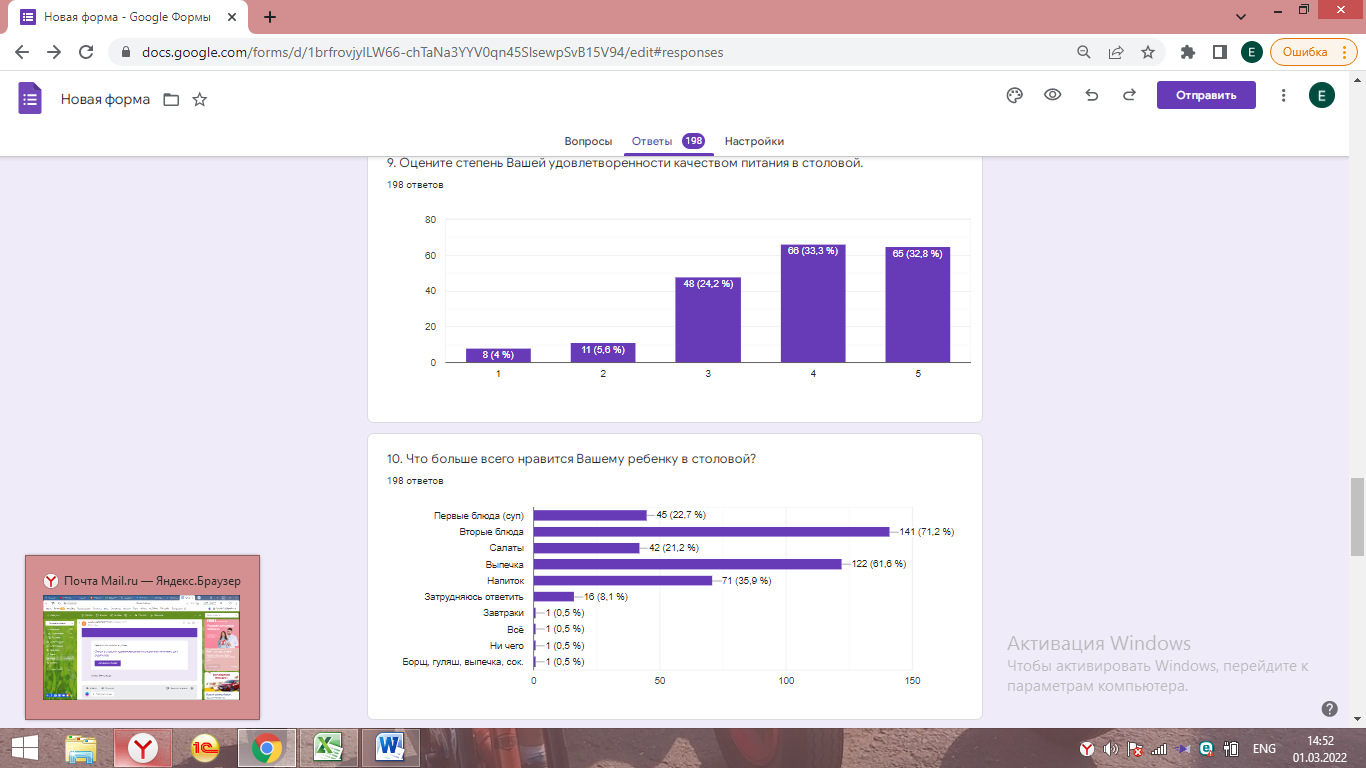 Новая форма - Google Формы
docs.google.com/forms/d/1brfrovjyILW66-chTaNa3YYV0qn45SlsewpSvB15V94/edit#responses
E
Ошибка
Новая форма
Отправить
E
Вопросы Ответы 198 Настройки
9. Оцените степень Вашей удовлетворенности качеством питания в столовой.
198 ответов
80
60
40
20
0
8 (4 %)
11 (5,6 %)
48 (24,2 %)
66 (33,3 %)
65 (32,8 %)
1 2 3 4 5
10. Что больше всего нравится Вашему ребенку в столовой?
198 ответов
Первые блюда (суп) 45 (22,7 %)
Вторые блюда 141 (71,2 %)
Салаты 42 (21,2 %)
Выпечка 122 (61,6 %)
Напиток 71 (35,9 %)
Затрудняюсь ответить 16 (8,1 %)
Завтраки 1 (0,5 %)
Всё 1 (0,5 %)
Ни чего 1 (0,5 %)
Борщ, гуляш, выпечка, сок. 1 (0,5 %)
0 50 100 150
Почта Mail.ru — Яндекс.Браузер
Активация Windows
Чтобы активировать Windows, перейдите к
параметрам компьютера.
ENG
14:52
01.03.2022